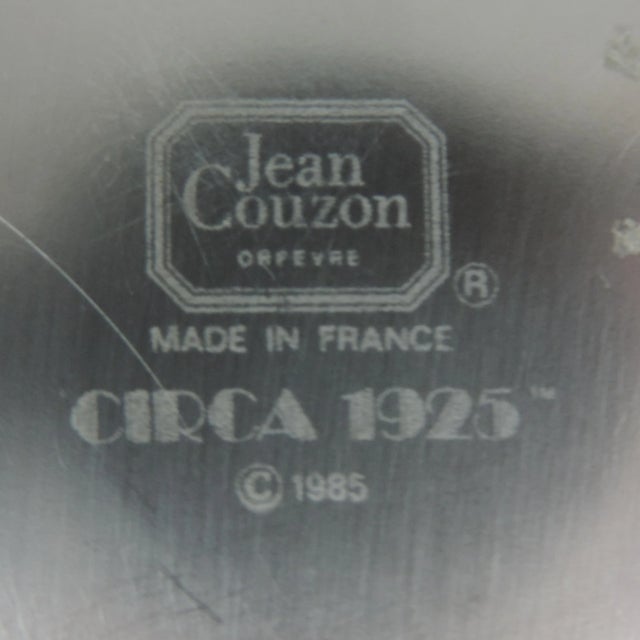 Jean
Couzon
ORFEVRE
®
MADE IN FRANCE
CIRCA 1925™
© 1985